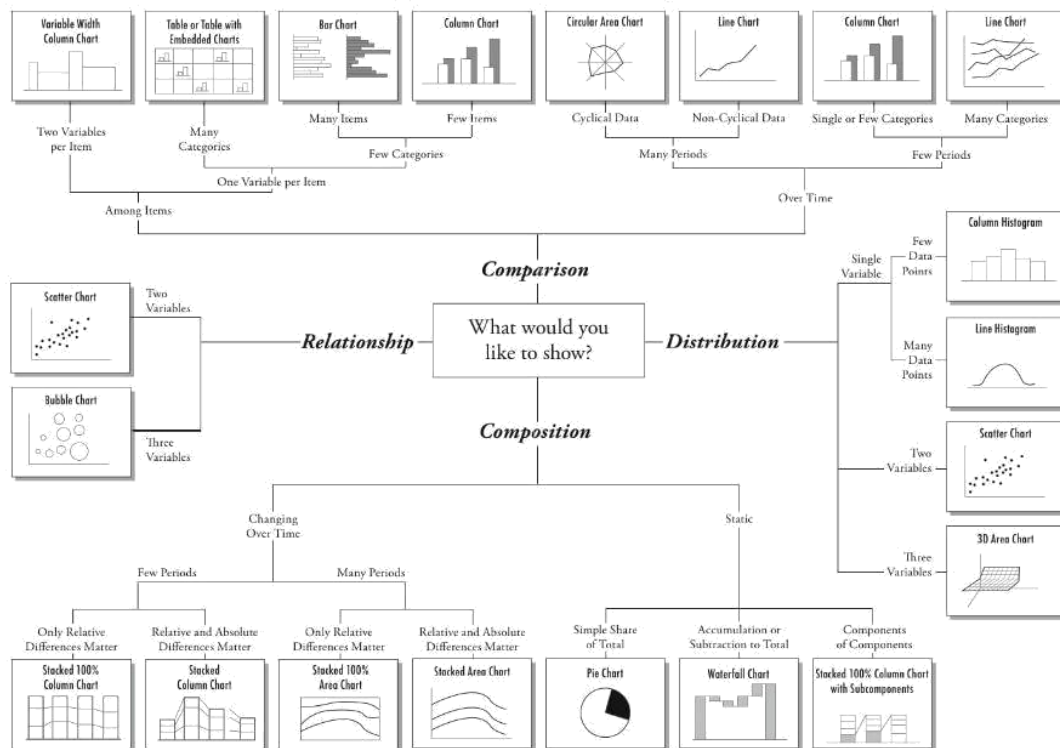 Variable Width
Column Chart
Table or Table with
Embedded Charts
Bar Chart
Column Chart
Circular Area Chart
Line Chart
Column Chart
Line Chart
Two Variables
per Item
Many
Categories
Many Items
Few Items
Cyclical Data
Non-Cyclical Data
Single or Few Categories
Many Categories
Few Categories
Many Periods
Few Periods
One Variable per Item
Among Items
Over Time
Comparison
What would you
like to show?
Relationship
Two
Variables
Scatter Chart
Bubble Chart
Three
Variables
Distribution
Single
Variable
Few
Data
Points
Column Histogram
Many
Data
Points
Line Histogram
Two
Variables
Scatter Chart
Three
Variables
3D Area Chart
Composition
Changing
Over Time
Static
Few Periods
Many Periods
Only Relative
Differences Matter
Relative and Absolute
Differences Matter
Only Relative
Differences Matter
Relative and Absolute
Differences Matter
Simple Share
of Total
Accumulation or
Subtraction to Total
Components
of Components
Stacked 100%
Column Chart
Stacked
Column Chart
Stacked 100%
Area Chart
Stacked Area Chart
Pie Chart
Waterfall Chart
Stacked 100% Column Chart
with Subcomponents